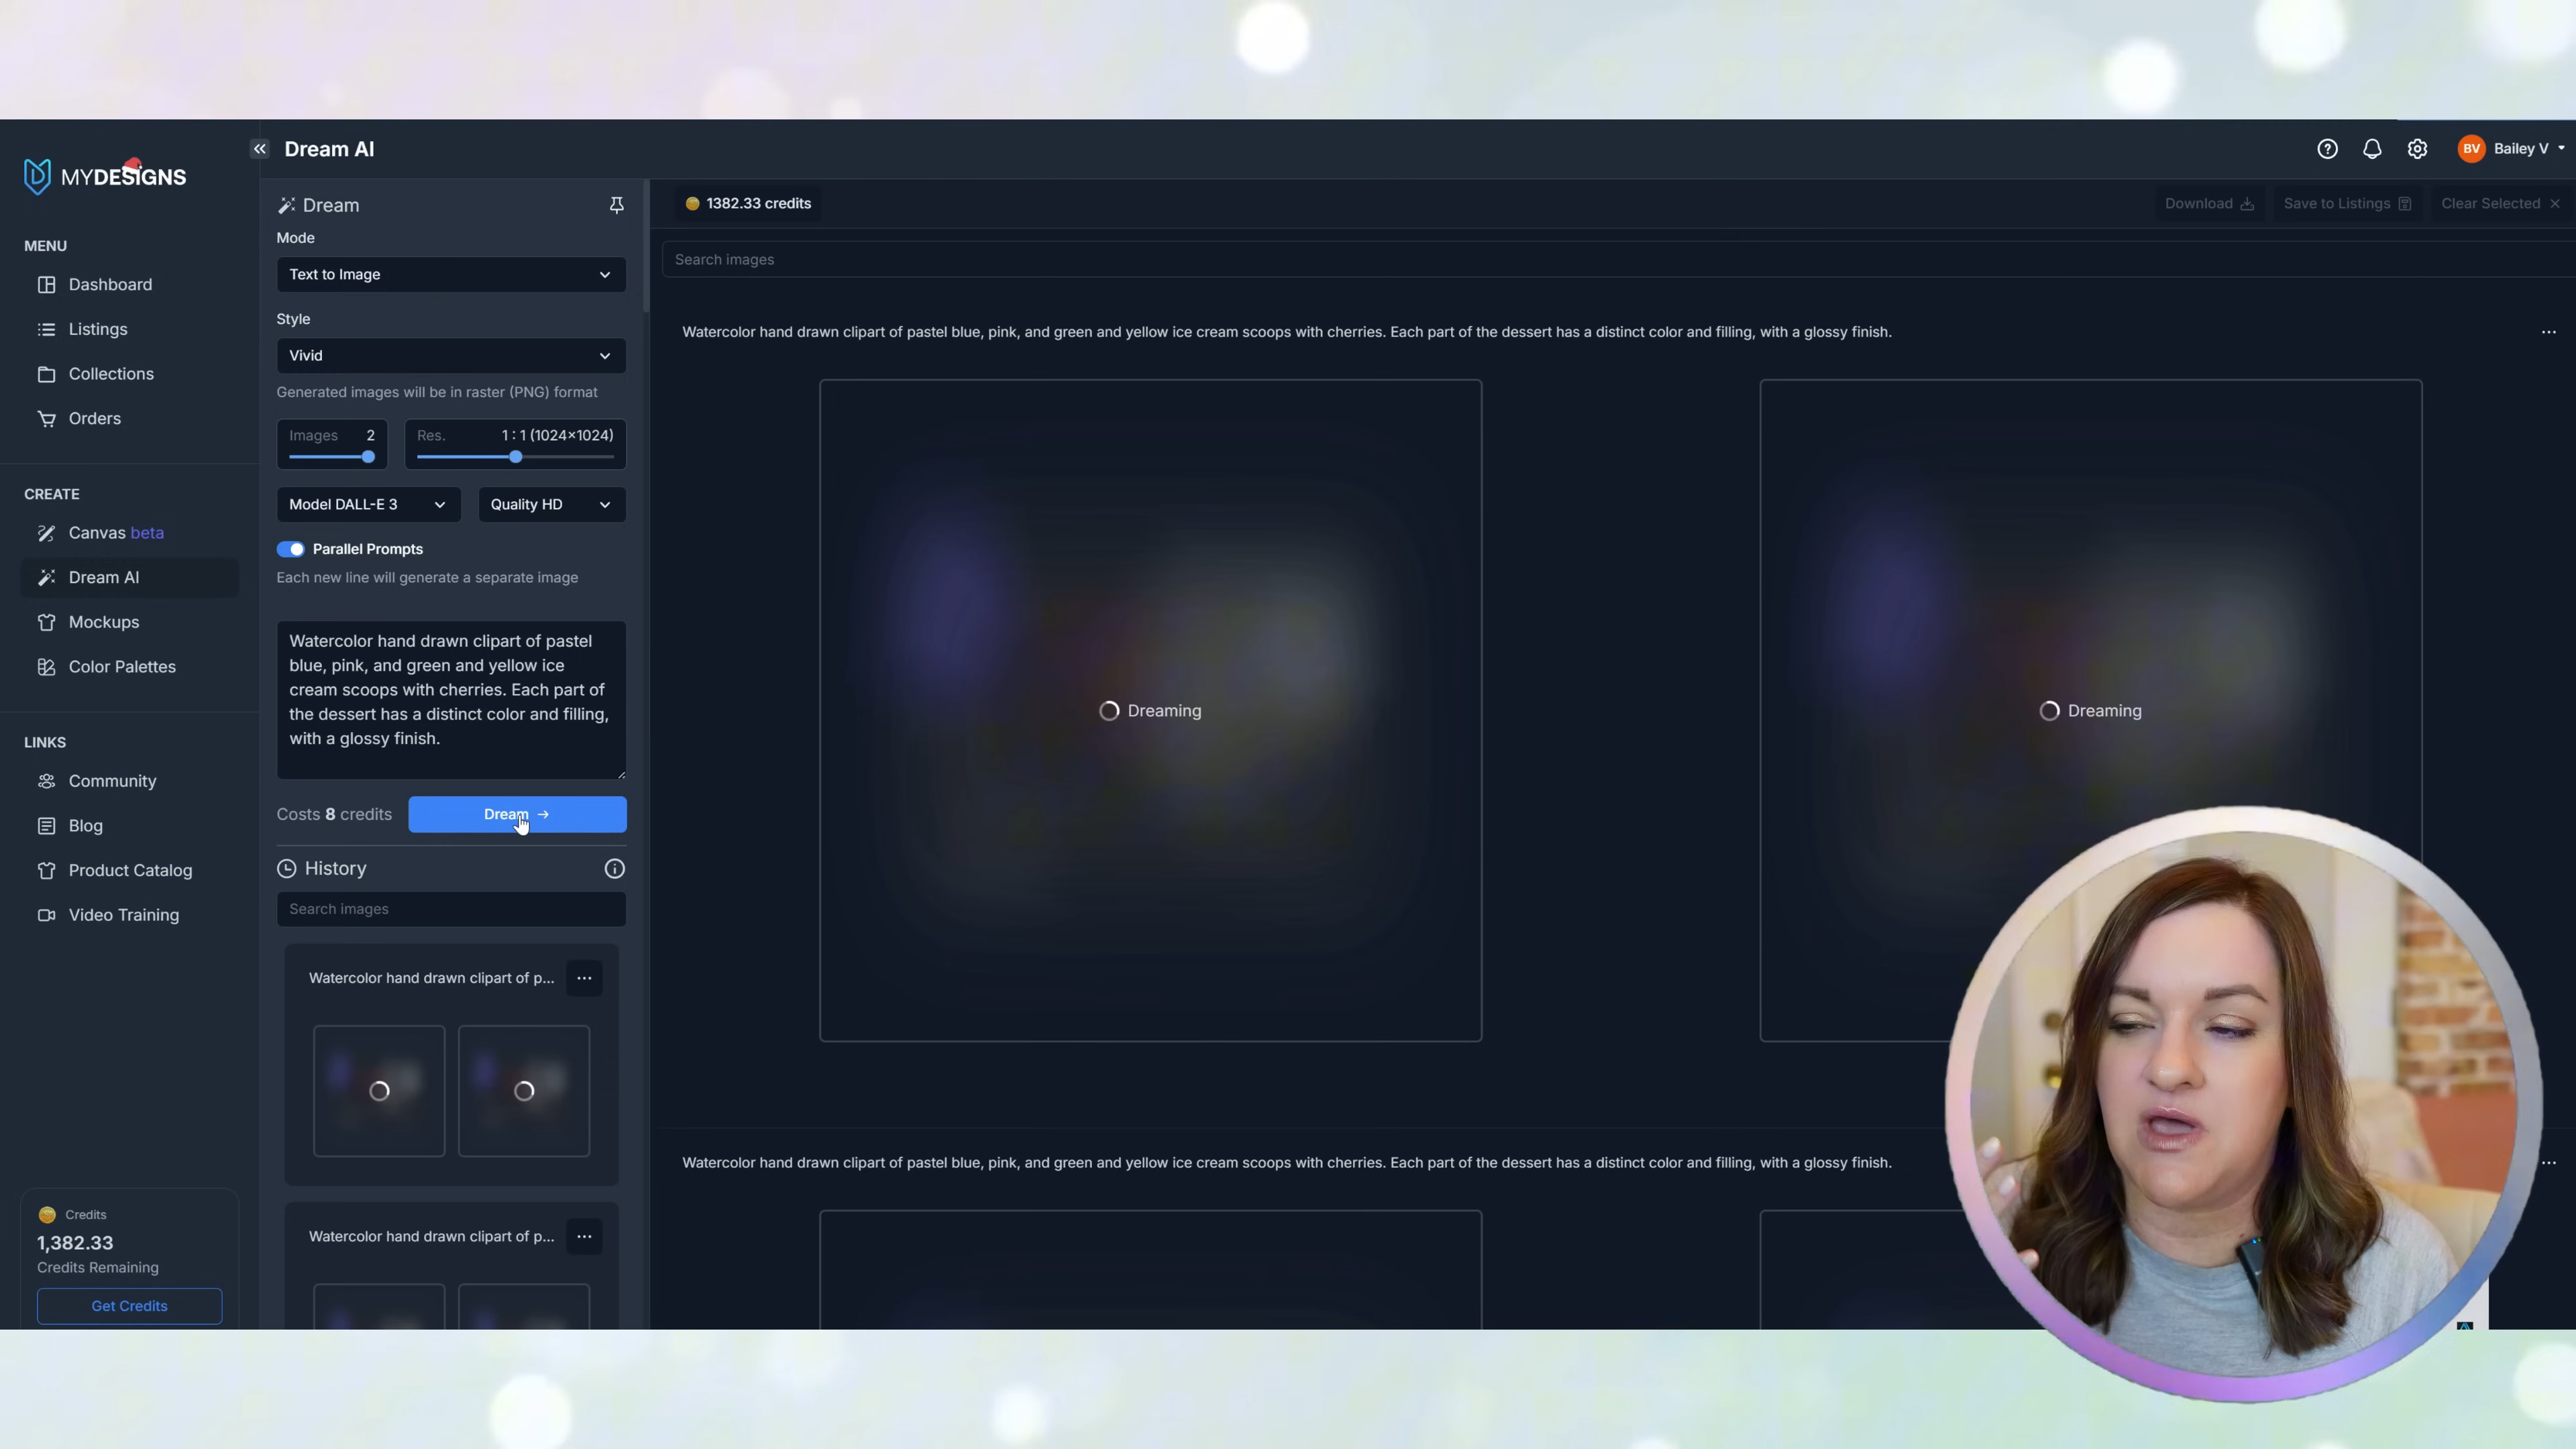 MYDESIGNS
MENU
Dashboard
Listings
Collections
Orders
CREATE
Canvas beta
Dream AI
Mockups
Color Palettes
LINKS
Community
Blog
Product Catalog
Video Training
Credits
1,382.33
Credits Remaining
Get Credits
Dream AI
BV Bailey V
Dream
Mode
Text to Image
Style
Vivid
Generated images will be in raster (PNG) format
Images 2
Res. 1 : 1 (1024×1024)
Model DALL-E 3
Quality HD
Parallel Prompts
Each new line will generate a separate image
Watercolor hand drawn clipart of pastel
blue, pink, and green and yellow ice
cream scoops with cherries. Each part of
the dessert has a distinct color and filling,
with a glossy finish.
Costs 8 credits
Dream →
History
Search images
Watercolor hand drawn clipart of p...
Watercolor hand drawn clipart of p...
1382.33 credits
Download
Save to Listings
Clear Selected
Search images
Watercolor hand drawn clipart of pastel blue, pink, and green and yellow ice cream scoops with cherries. Each part of the dessert has a distinct color and filling, with a glossy finish.
Dreaming
Dreaming
Watercolor hand drawn clipart of pastel blue, pink, and green and yellow ice cream scoops with cherries. Each part of the dessert has a distinct color and filling, with a glossy finish.